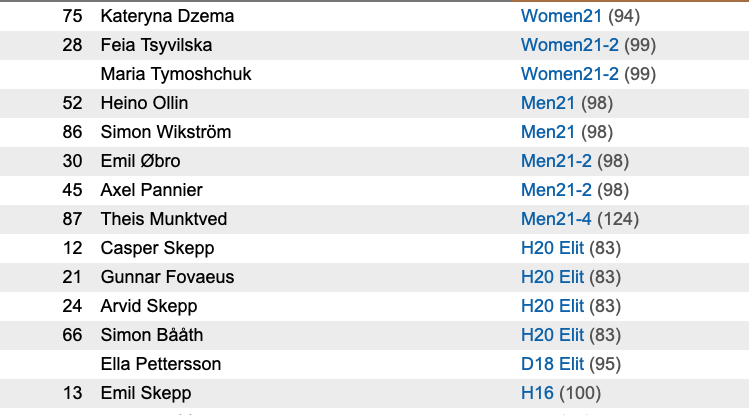 75 Kateryna Dzema Women21 (94)
28 Feia Tsyvilska Women21-2 (99)
Maria Tymoshchuk Women21-2 (99)
52 Heino Ollin Men21 (98)
86 Simon Wikström Men21 (98)
30 Emil Øbro Men21-2 (98)
45 Axel Pannier Men21-2 (98)
87 Theis Munktved Men21-4 (124)
12 Casper Skepp H20 Elit (83)
21 Gunnar Fovaeus H20 Elit (83)
24 Arvid Skepp H20 Elit (83)
66 Simon Bååth H20 Elit (83)
Ella Pettersson D18 Elit (95)
13 Emil Skepp H16 (100)